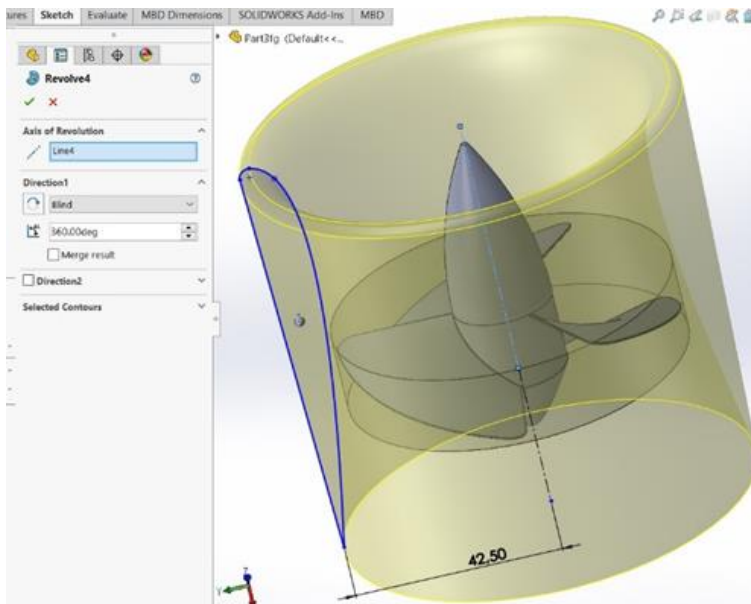 ures Sketch Evaluate MBD Dimensions SOLIDWORKS Add-Ins MBD
Part3fg (Default<<...
Revolve4
Axis of Revolution
Line4
Direction1
Blind
360.00deg
Merge result
Direction2
Selected Contours
42,50
Y
Z